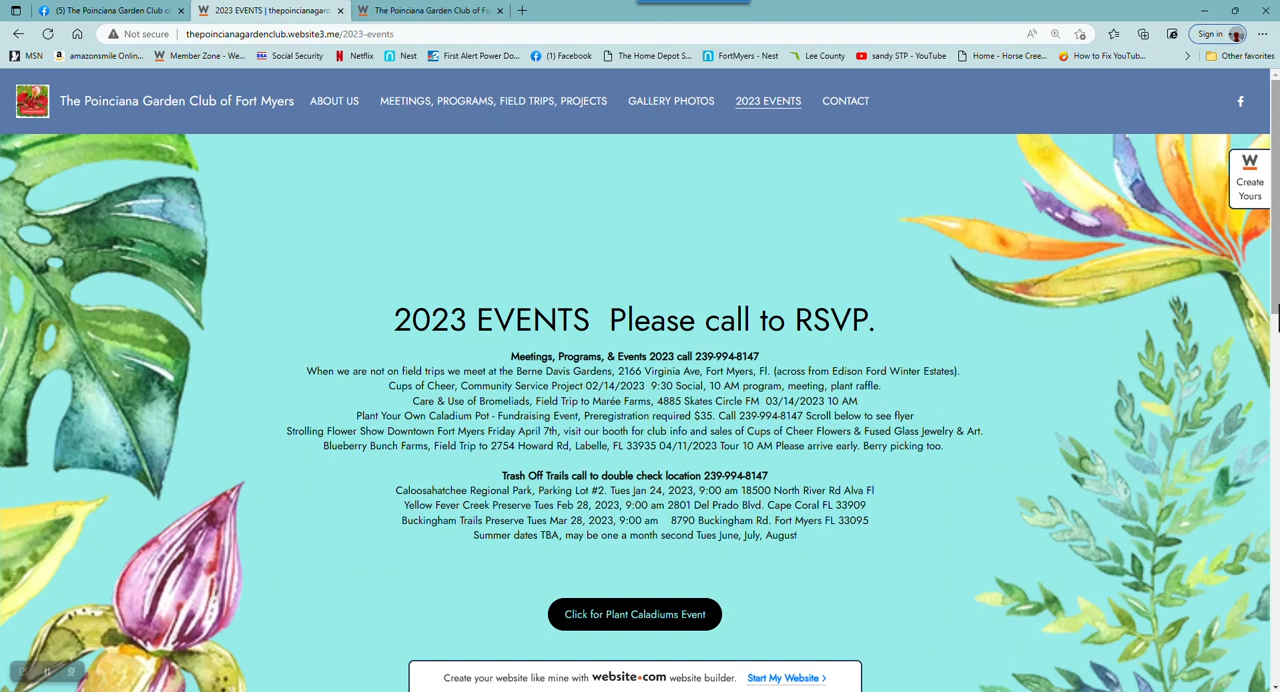 (5) The Poinciana Garden Club of
2023 EVENTS | thepoincianagard
The Poinciana Garden Club Of Fo
Not secure
thepoincianagardenclub.website3.me/2023-events
Sign in
MSN
amazonsmile Onlin...
Member Zone - We...
Social Security
Netflix
Nest
First Alert Power Do...
(1) Facebook
The Home Depot S...
FortMyers - Nest
Lee County
sandy STP - YouTube
Home - Horse Cree...
How to Fix YouTub...
Other favorites
The Poinciana Garden Club of Fort Myers
ABOUT US
MEETINGS, PROGRAMS, FIELD TRIPS, PROJECTS
GALLERY PHOTOS
2023 EVENTS
CONTACT
W
Create
Yours
2023 EVENTS Please call to RSVP.
Meetings, Programs, & Events 2023 call 239-994-8147
When we are not on field trips we meet at the Berne Davis Gardens, 2166 Virginia Ave, Fort Myers, Fl. (across from Edison Ford Winter Estates).
Cups of Cheer, Community Service Project 02/14/2023 9:30 Social, 10 AM program, meeting, plant raffle.
Care & Use of Bromeliads, Field Trip to Marée Farms, 4885 Skates Circle FM 03/14/2023 10 AM
Plant Your Own Caladium Pot - Fundraising Event, Preregistration required $35. Call 239-994-8147 Scroll below to see flyer
Strolling Flower Show Downtown Fort Myers Friday April 7th, visit our booth for club info and sales of Cups of Cheer Flowers & Fused Glass Jewelry & Art.
Blueberry Bunch Farms, Field Trip to 2754 Howard Rd, Labelle, FL 33935 04/11/2023 Tour 10 AM Please arrive early. Berry picking too.
Trash Off Trails call to double check location 239-994-8147
Caloosahatchee Regional Park, Parking Lot #2. Tues Jan 24, 2023, 9:00 am 18500 North River Rd Alva Fl
Yellow Fever Creek Preserve Tues Feb 28, 2023, 9:00 am 2801 Del Prado Blvd. Cape Coral FL 33909
Buckingham Trails Preserve Tues Mar 28, 2023, 9:00 am 8790 Buckingham Rd. Fort Myers FL 33095
Summer dates TBA, may be one a month second Tues June, July, August
Click for Plant Caladiums Event
Create your website like mine with website.com website builder. Start My Website >